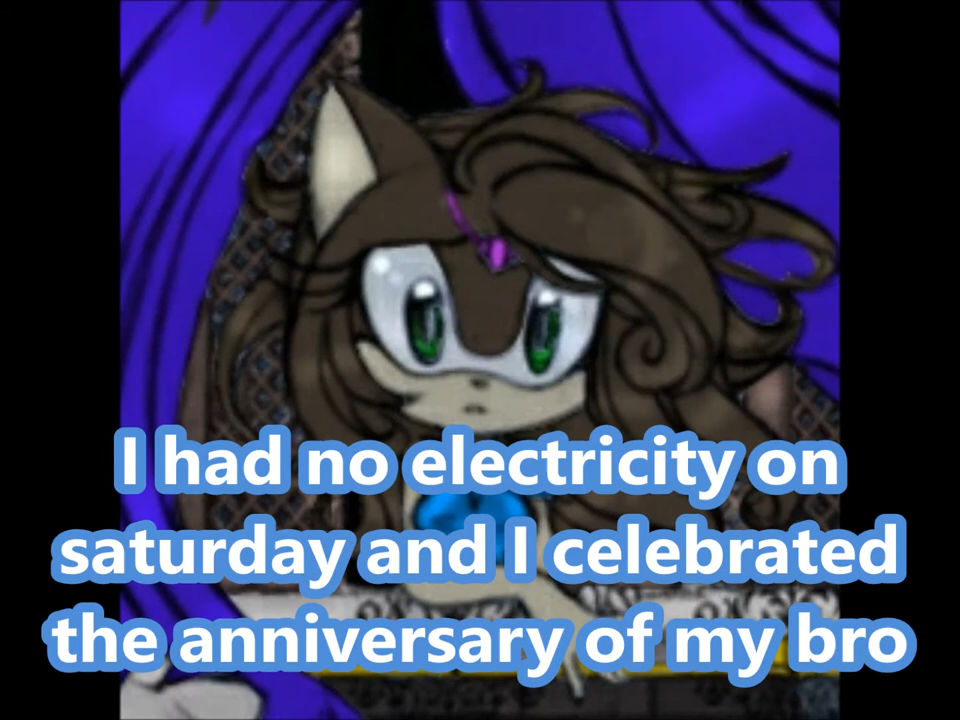 I had no electricity on
saturday and I celebrated
the anniversary of my bro